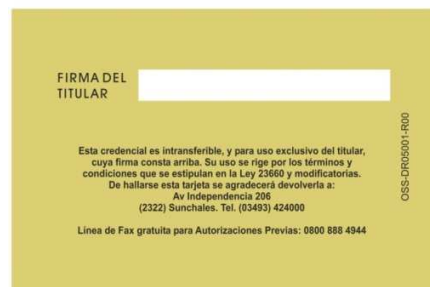 FIRMA DEL
TITULAR
Esta credencial es intransferible, y para uso exclusivo del titular,
cuya firma consta arriba. Su uso se rige por los términos y
condiciones que se estipulan en la Ley 23660 y modificatorias.
De hallarse esta tarjeta se agradecerá devolverla a:
Av Independencia 206
(2322) Sunchales. Tel. (03493) 424000
Línea de Fax gratuita para Autorizaciones Previas: 0800 888 4944
OSS-DR05001-R00